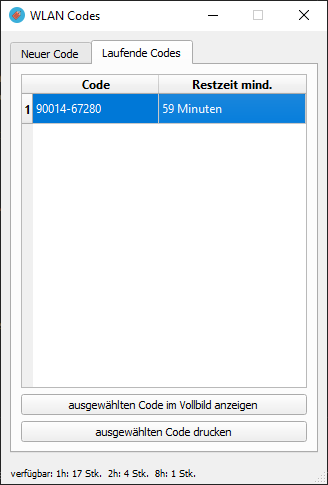 WLAN Codes
Neuer Code Laufende Codes
Code Restzeit mind.
1 90014-67280 59 Minuten
ausgewählten Code im Vollbild anzeigen
ausgewählten Code drucken
verfügbar: 1h: 17 Stk. 2h: 4 Stk. 8h: 1 Stk.